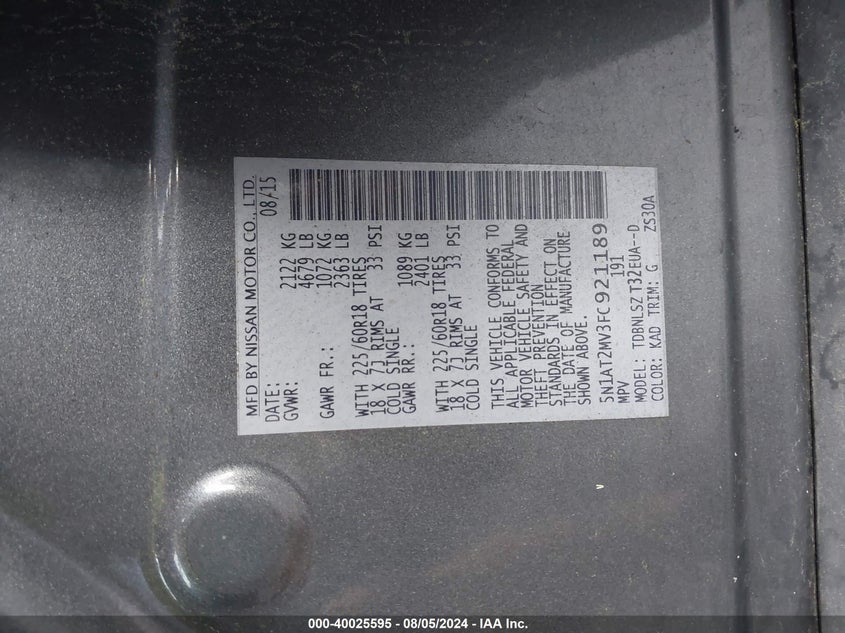 MFD BY NISSAN MOTOR CO., LTD.
DATE: 08/15
GVWR: 2122 KG
4679 LB
GAWR FR.: 1072 KG
2363 LB
WITH 225/60R18 TIRES
18 X 7J RIMS AT 33 PSI
COLD SINGLE
GAWR RR.: 1089 KG
2401 LB
WITH 225/60R18 TIRES
18 X 7J RIMS AT 33 PSI
COLD SINGLE
THIS VEHICLE CONFORMS TO
ALL APPLICABLE FEDERAL
MOTOR VEHICLE SAFETY AND
THEFT PREVENTION
STANDARDS IN EFFECT ON
THE DATE OF MANUFACTURE
SHOWN ABOVE.
5N1AT2MV3FC921189
MPV 191
MODEL: TDBNLSZ T32EUA--D
COLOR: KAD TRIM: G ZS30A
000-40025595 - 08/05/2024 - IAA Inc.